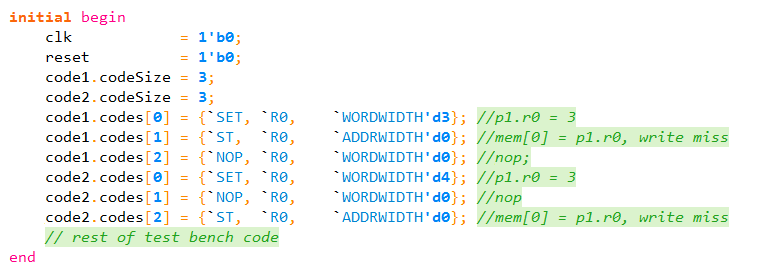 initial begin
    clk           = 1'b0;
    reset         = 1'b0;
    code1.codeSize = 3;
    code2.codeSize = 3;
    code1.codes[0] = {`SET, `R0,    `WORDWIDTH'd3}; //p1.r0 = 3
    code1.codes[1] = {`ST,  `R0,    `ADDRWIDTH'd0}; //mem[0] = p1.r0, write miss
    code1.codes[2] = {`NOP, `R0,    `WORDWIDTH'd0}; //nop;
    code2.codes[0] = {`SET, `R0,    `WORDWIDTH'd4}; //p1.r0 = 3
    code2.codes[1] = {`NOP, `R0,    `WORDWIDTH'd0}; //nop
    code2.codes[2] = {`ST,  `R0,    `ADDRWIDTH'd0}; //mem[0] = p1.r0, write miss
    // rest of test bench code
end